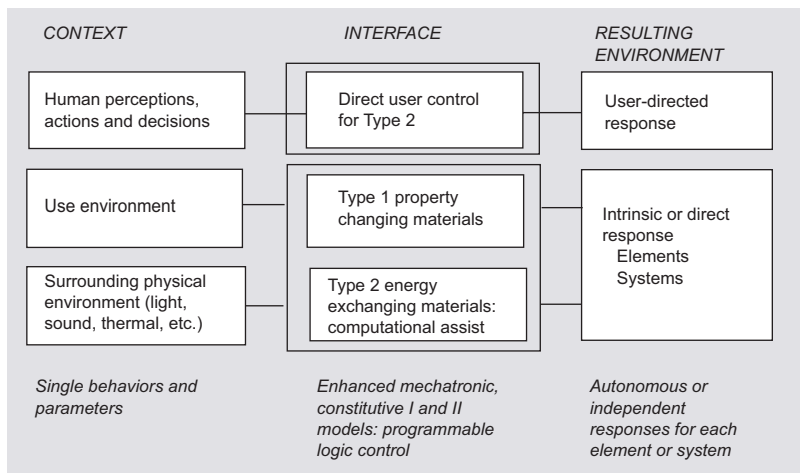 CONTEXT
INTERFACE
RESULTING
ENVIRONMENT
Human perceptions,
actions and decisions
Direct user control
for Type 2
User-directed
response
Use environment
Type 1 property
changing materials
Intrinsic or direct
response
Elements
Systems
Surrounding physical
environment (light,
sound, thermal, etc.)
Type 2 energy
exchanging materials:
computational assist
Single behaviors and
parameters
Enhanced mechatronic,
constitutive I and II
models: programmable
logic control
Autonomous or
independent
responses for each
element or system